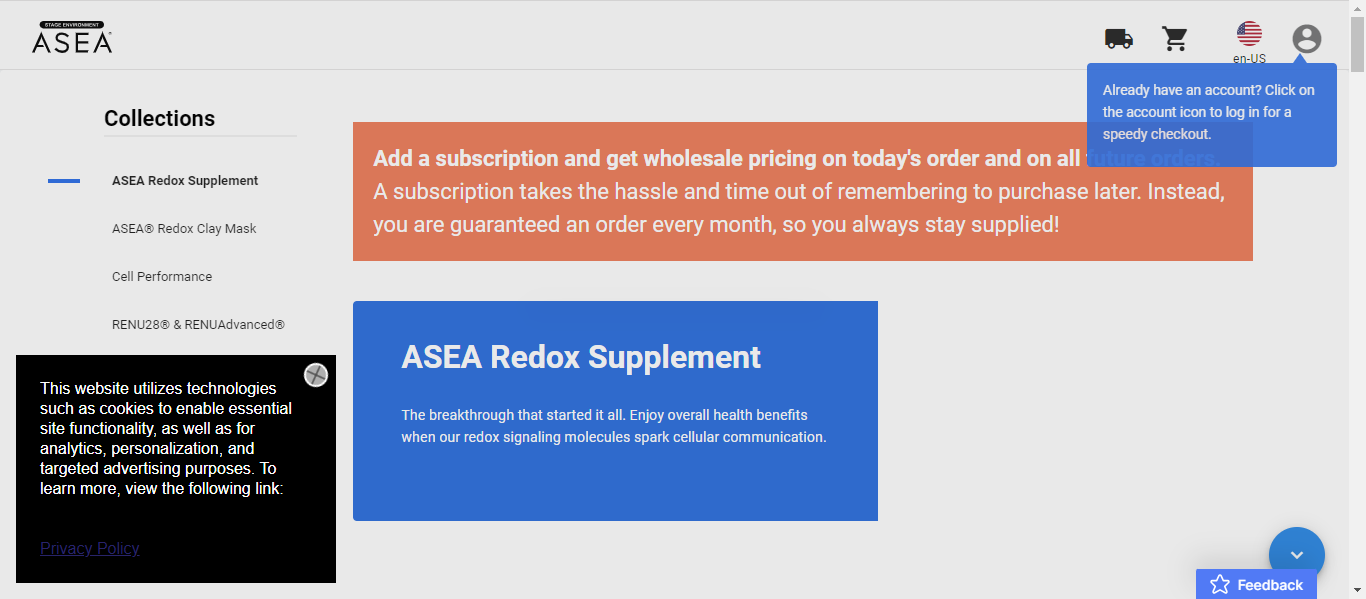 STAGE ENVIRONMENT
ASEA
en-US
Already have an account? Click on
the account icon to log in for a
speedy checkout.
Collections
ASEA Redox Supplement
ASEA® Redox Clay Mask
Cell Performance
RENU28® & RENUAdvanced®
Add a subscription and get wholesale pricing on today's order and on all future orders.
A subscription takes the hassle and time out of remembering to purchase later. Instead,
you are guaranteed an order every month, so you always stay supplied!
ASEA Redox Supplement
The breakthrough that started it all. Enjoy overall health benefits
when our redox signaling molecules spark cellular communication.
This website utilizes technologies
such as cookies to enable essential
site functionality, as well as for
analytics, personalization, and
targeted advertising purposes. To
learn more, view the following link:
Privacy Policy
Feedback